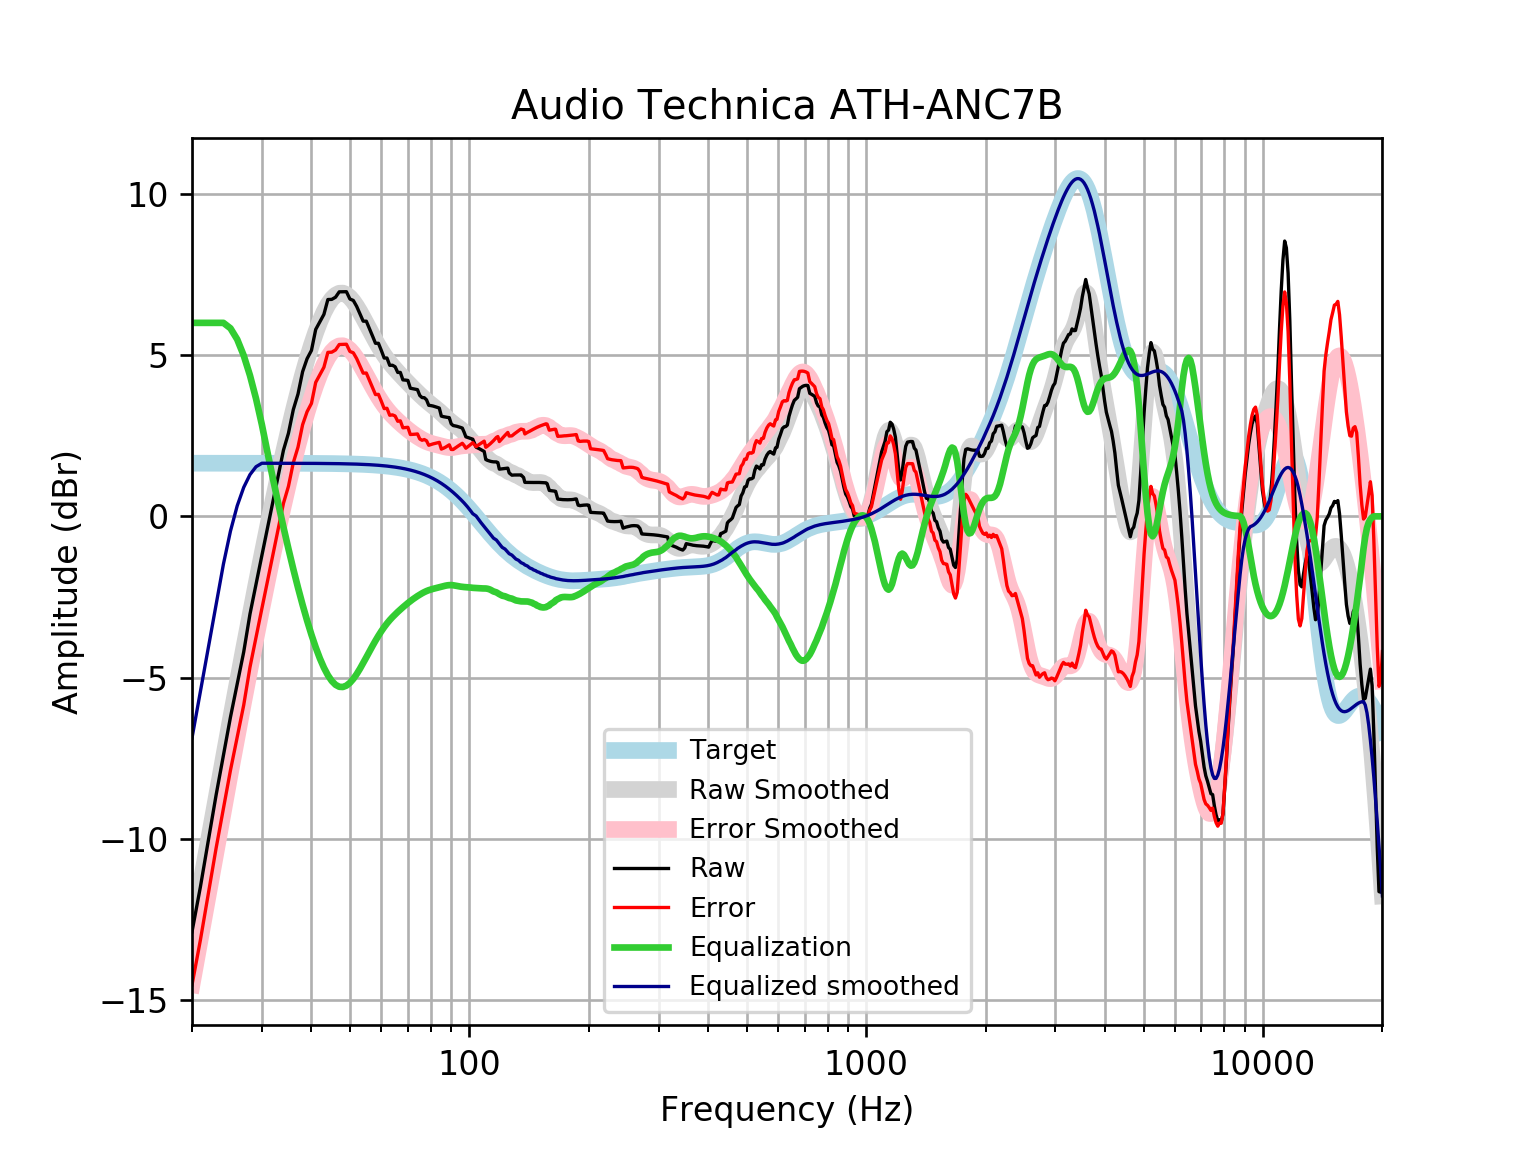 Audio Technica ATH-ANC7B
Amplitude (dBr)
10
5
0
−5
−10
−15
Target
Raw Smoothed
Error Smoothed
Raw
Error
Equalization
Equalized smoothed
100 1000 10000
Frequency (Hz)